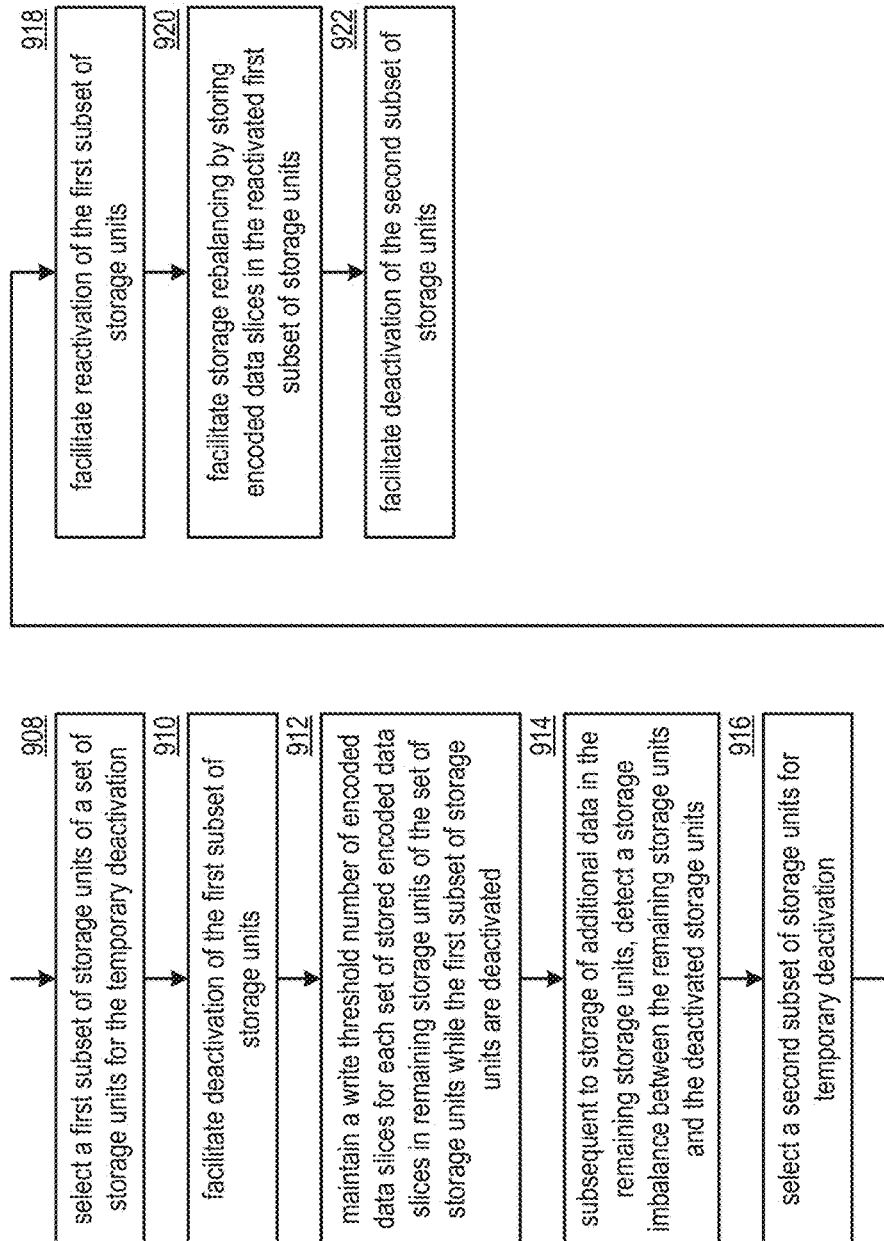 908
select a first subset of storage units of a set of
storage units for the temporary deactivation
910
facilitate deactivation of the first subset of
storage units
912
maintain a write threshold number of encoded
data slices for each set of stored encoded data
slices in remaining storage units of the set of
storage units while the first subset of storage
units are deactivated
914
subsequent to storage of additional data in the
remaining storage units, detect a storage
imbalance between the remaining storage units
and the deactivated storage units
916
select a second subset of storage units for
temporary deactivation
918
facilitate reactivation of the first subset of
storage units
920
facilitate storage rebalancing by storing
encoded data slices in the reactivated first
subset of storage units
922
facilitate deactivation of the second subset of
storage units